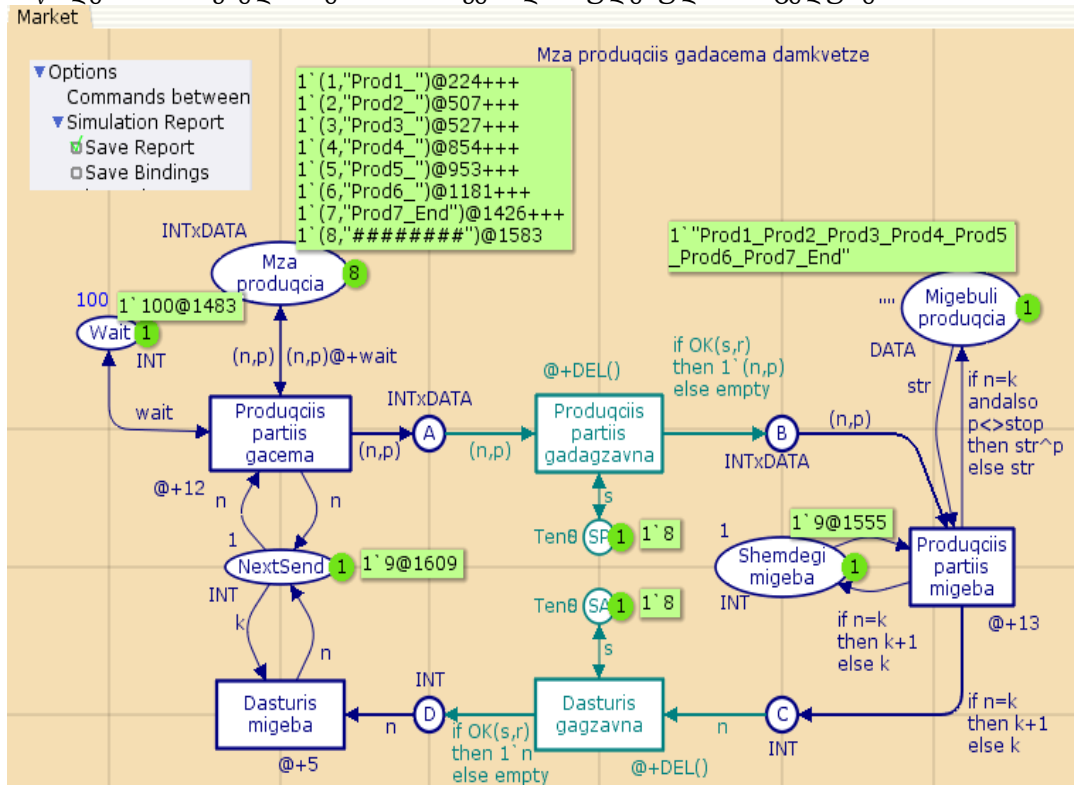 Market
Mza produqciis gadacema damkvetze
Options
Commands between
Simulation Report
Save Report
Save Bindings
1`(1,"Prod1_")@224+++
1`(2,"Prod2_")@507+++
1`(3,"Prod3_")@527+++
1`(4,"Prod4_")@854+++
1`(5,"Prod5_")@953+++
1`(6,"Prod6_")@1181+++
1`(7,"Prod7_End")@1426+++
1`(8,"########")@1583
INTxDATA
Mza
produqcia
8
1`"Prod1_Prod2_Prod3_Prod4_Prod5
_Prod6_Prod7_End"
100
1`100@1483
Wait
1
INT
""
Migebuli
produqcia
1
DATA
(n,p)
(n,p)@+wait
wait
if OK(s,r)
then 1`(n,p)
else empty
@+DEL()
str
if n=k
andalso
p<>stop
then str^p
else str
Produqciis
partiis
gacema
INTxDATA
A
(n,p)
(n,p)
Produqciis
partiis
gadagzavna
B
INTxDATA
(n,p)
@+12
n
n
s
Ten0
SP
1
1`8
1
NextSend
1
1`9@1609
INT
1`9@1555
1
Shemdegi
migeba
1
INT
Produqciis
partiis
migeba
@+13
Ten0
SA
1
1`8
if n=k
then k+1
else k
k
n
s
Dasturis
migeba
@+5
n
INT
D
if OK(s,r)
then 1`n
else empty
Dasturis
gagzavna
@+DEL()
n
C
INT
if n=k
then k+1
else k